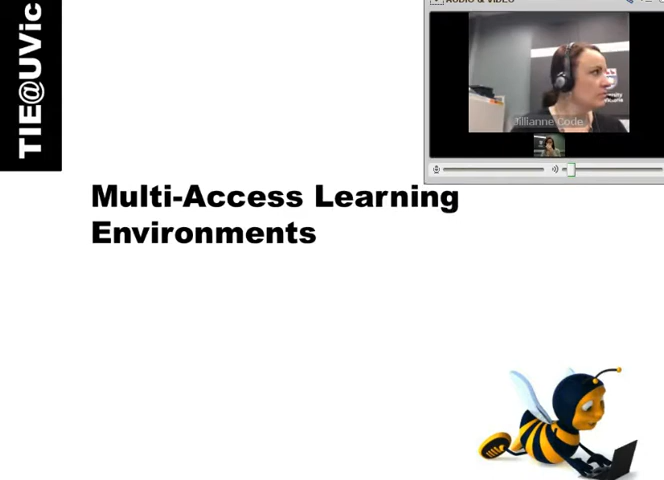 TIE@UVic
AUDIO & VIDEO
Jillianne Code
Multi-Access Learning
Environments